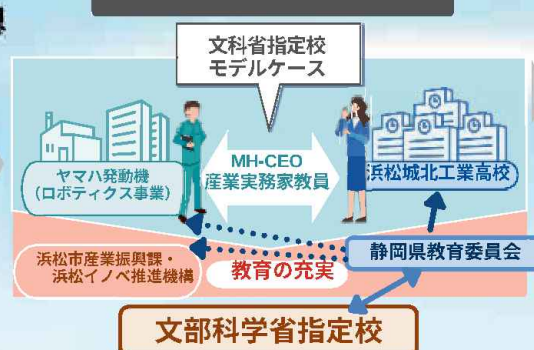 文科省指定校
モデルケース
MH-CEO
産業実務家教員
ヤマハ発動機
(ロボティクス事業)
浜松城北工業高校
浜松市産業振興課・
浜松イノベ推進機構
教育の充実
静岡県教育委員会
文部科学省指定校